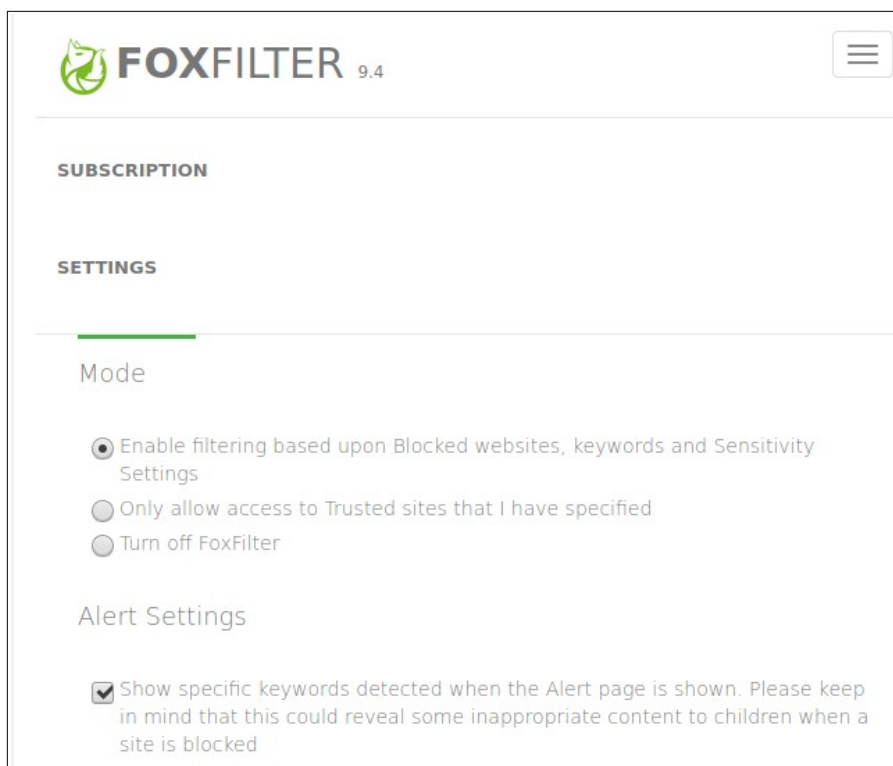 FOXFILTER 9.4
SUBSCRIPTION
SETTINGS
Mode
Enable filtering based upon Blocked websites, keywords and Sensitivity
Settings
Only allow access to Trusted sites that I have specified
Turn off FoxFilter
Alert Settings
Show specific keywords detected when the Alert page is shown. Please keep
in mind that this could reveal some inappropriate content to children when a
site is blocked